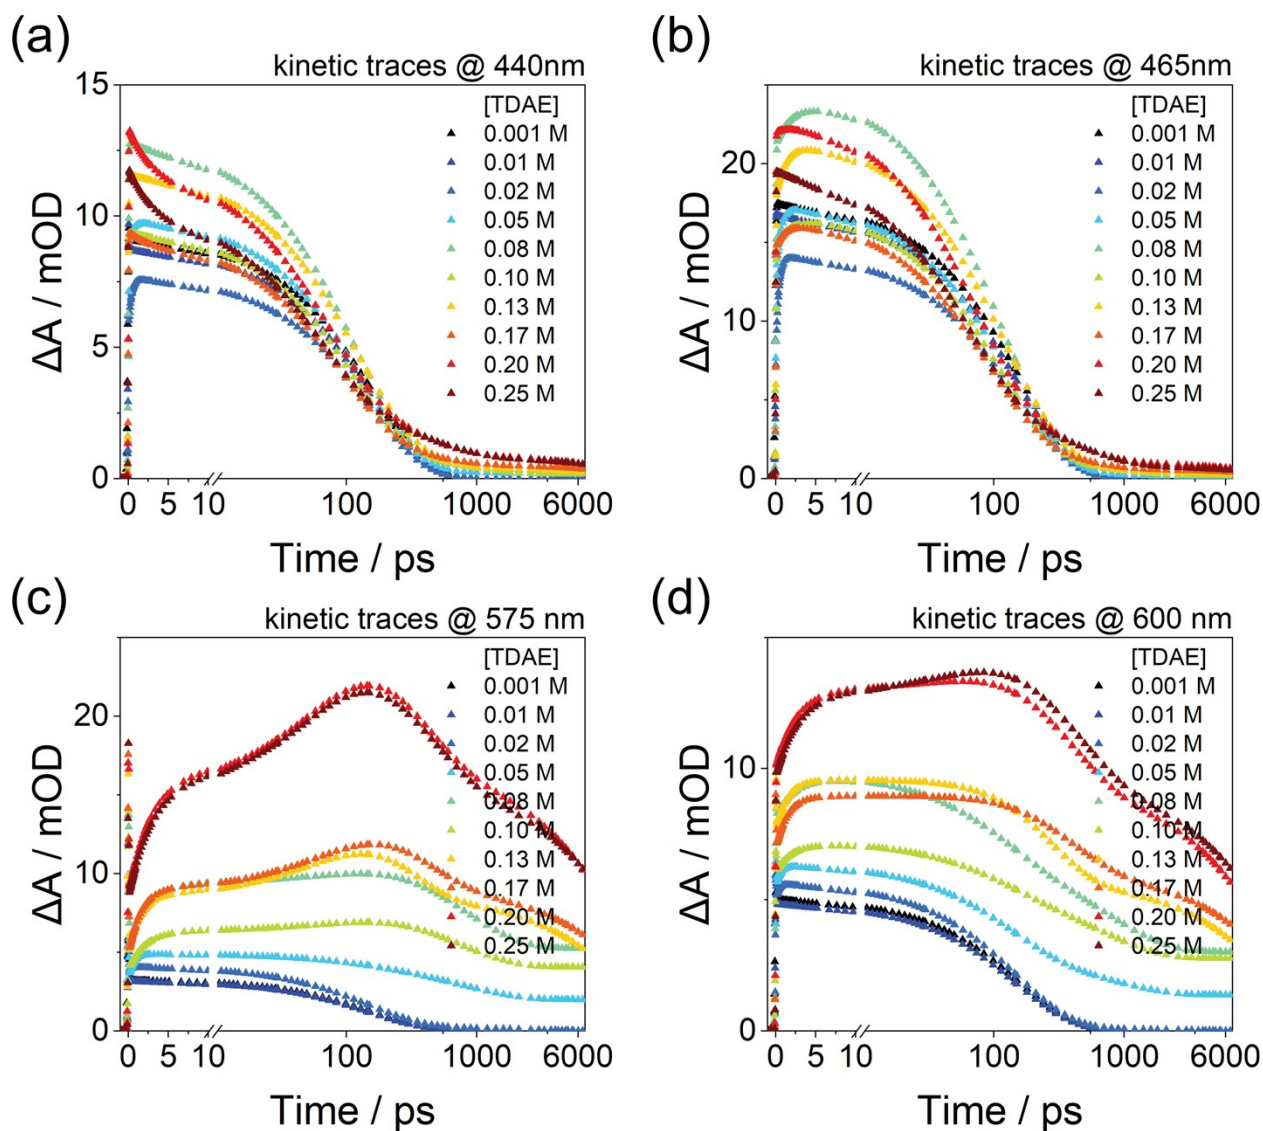 (a)
kinetic traces @ 440nm
15
10
5
0
ΔA / mOD
[TDAE]
0.001 M
0.01 M
0.02 M
0.05 M
0.08 M
0.10 M
0.13 M
0.17 M
0.20 M
0.25 M
0 5 10 100 1000 6000
Time / ps
(b)
kinetic traces @ 465nm
20
10
0
ΔA / mOD
[TDAE]
0.001 M
0.01 M
0.02 M
0.05 M
0.08 M
0.10 M
0.13 M
0.17 M
0.20 M
0.25 M
0 5 10 100 1000 6000
Time / ps
(c)
kinetic traces @ 575 nm
20
10
0
ΔA / mOD
[TDAE]
0.001 M
0.01 M
0.02 M
0.05 M
0.08 M
0.10 M
0.13 M
0.17 M
0.20 M
0.25 M
0 5 10 100 1000 6000
Time / ps
(d)
kinetic traces @ 600 nm
10
0
ΔA / mOD
[TDAE]
0.001 M
0.01 M
0.02 M
0.05 M
0.08 M
0.10 M
0.13 M
0.17 M
0.20 M
0.25 M
0 5 10 100 1000 6000
Time / ps